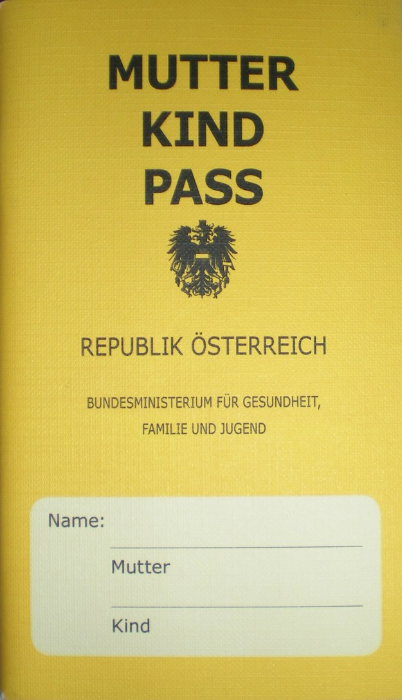 MUTTER
KIND
PASS
REPUBLIK ÖSTERREICH
BUNDESMINISTERIUM FÜR GESUNDHEIT,
FAMILIE UND JUGEND
Name:
Mutter
Kind